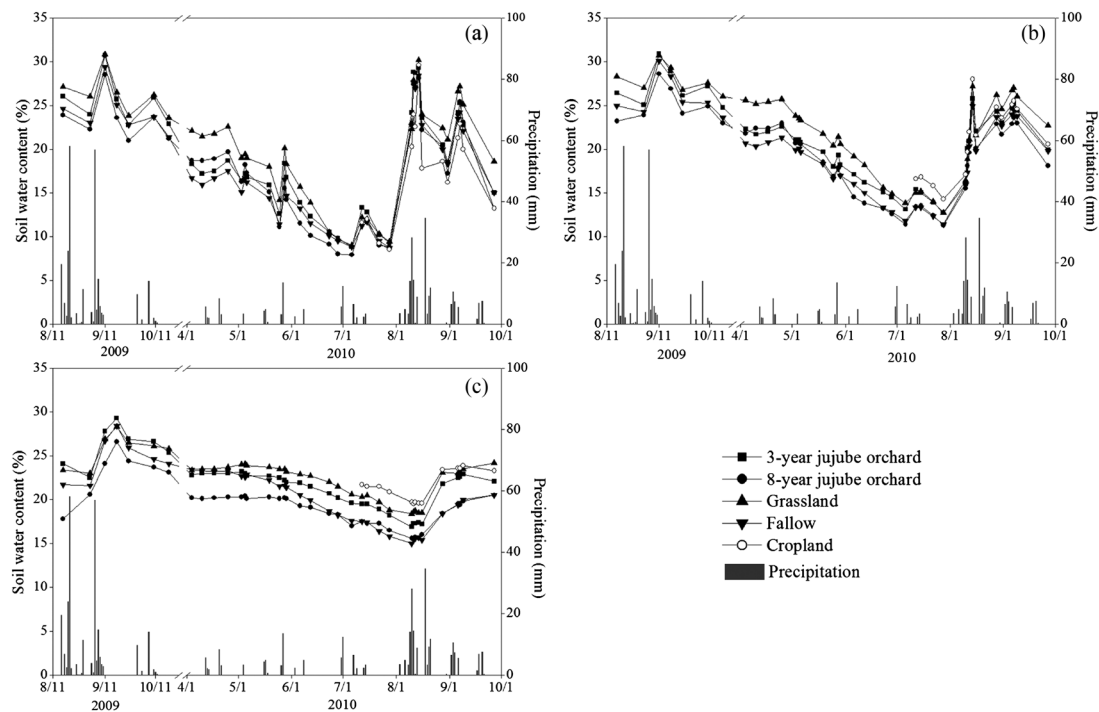 (a)
Soil water content (%)
35
30
25
20
15
10
5
0
100
80
60
40
20
0
Precipitation (mm)
8/11 9/11 10/11 4/1 5/1 6/1 7/1 8/1 9/1 10/1
2009 2010
(b)
Soil water content (%)
35
30
25
20
15
10
5
0
100
80
60
40
20
0
Precipitation (mm)
8/11 9/11 10/11 4/1 5/1 6/1 7/1 8/1 9/1 10/1
2009 2010
(c)
Soil water content (%)
35
30
25
20
15
10
5
0
100
80
60
40
20
0
Precipitation (mm)
8/11 9/11 10/11 4/1 5/1 6/1 7/1 8/1 9/1 10/1
2009 2010
3-year jujube orchard
8-year jujube orchard
Grassland
Fallow
Cropland
Precipitation